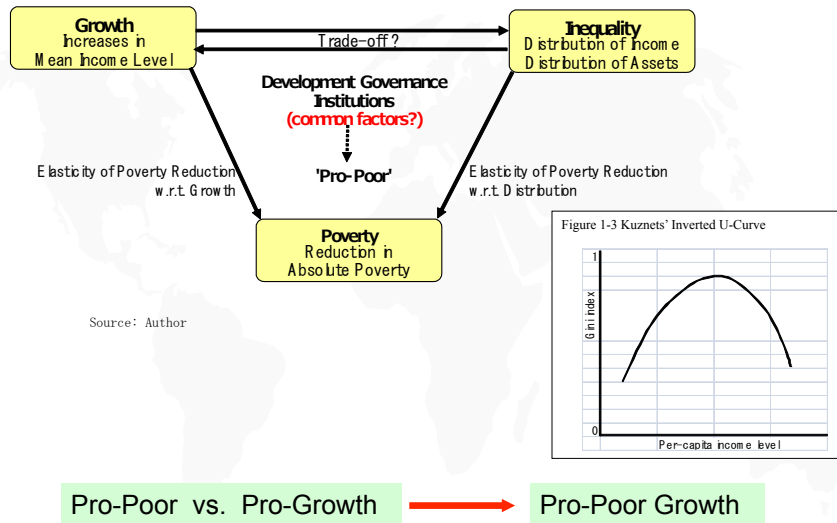 Growth
Increases in
Mean Income Level
Trade-off?
Inequality
Distribution of Income
Distribution of Assets
Development Governance
Institutions
(common factors?)
'Pro-Poor'
Elasticity of Poverty Reduction
w.r.t. Growth
Elasticity of Poverty Reduction
w.r.t. Distribution
Poverty
Reduction in
Absolute Poverty
Source: Author
Figure 1-3 Kuznets' Inverted U-Curve
1
Gini index
0
Per-capita income level
Pro-Poor vs. Pro-Growth
Pro-Poor Growth